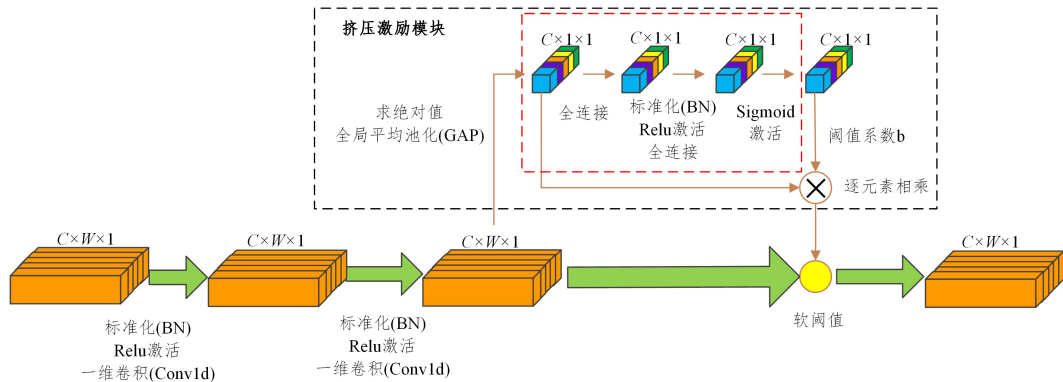 挤压激励模块
C×1×1
C×1×1
C×1×1
C×1×1
求绝对值
全局平均池化(GAP)
全连接
标准化(BN)
Relu激活
全连接
Sigmoid
激活
阈值系数b
逐元素相乘
C×W×1
C×W×1
C×W×1
C×W×1
标准化(BN)
Relu激活
一维卷积(Conv1d)
标准化(BN)
Relu激活
一维卷积(Conv1d)
软阈值